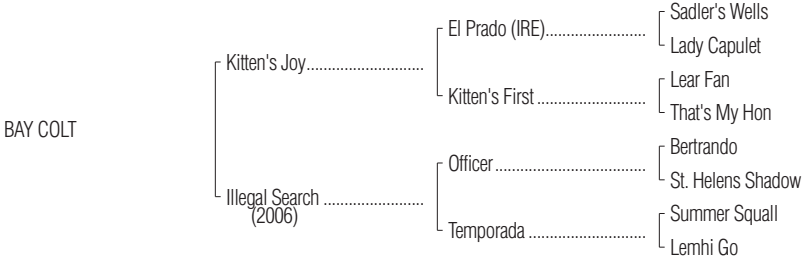 Sadler's Wells
El Prado (IRE)........................
Lady Capulet
Kitten's Joy............................
Lear Fan
Kitten's First ..........................
That's My Hon
BAY COLT
Bertrando
Officer....................................
St. Helens Shadow
Illegal Search ........................
(2006)
Summer Squall
Temporada ............................
Lemhi Go